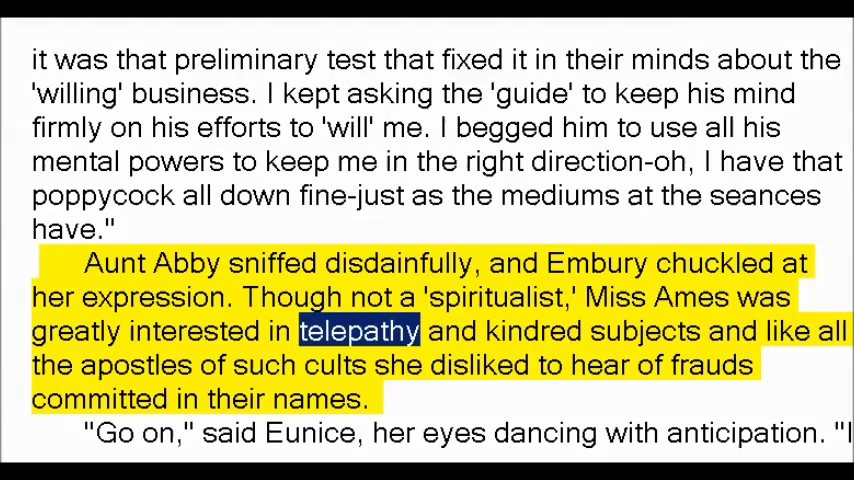 it was that preliminary test that fixed it in their minds about the
'willing' business. I kept asking the 'guide' to keep his mind
firmly on his efforts to 'will' me. I begged him to use all his
mental powers to keep me in the right direction-oh, I have that
poppycock all down fine-just as the mediums at the seances
have."
Aunt Abby sniffed disdainfully, and Embury chuckled at
her expression. Though not a 'spiritualist,' Miss Ames was
greatly interested in telepathy and kindred subjects and like all
the apostles of such cults she disliked to hear of frauds
committed in their names.
"Go on," said Eunice, her eyes dancing with anticipation. "I